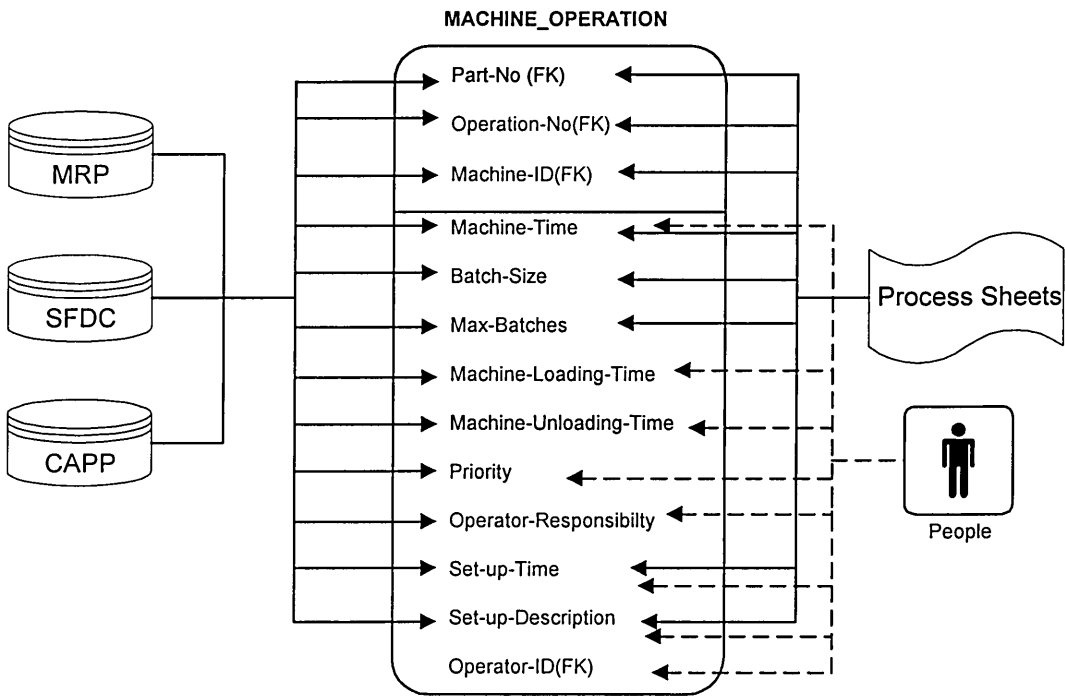 MACHINE_OPERATION
Part-No (FK)
Operation-No(FK)
Machine-ID(FK)
Machine-Time
Batch-Size
Max-Batches
Machine-Loading-Time
Machine-Unloading-Time
Priority
Operator-Responsibilty
Set-up-Time
Set-up-Description
Operator-ID(FK)
MRP
SFDC
CAPP
Process Sheets
People